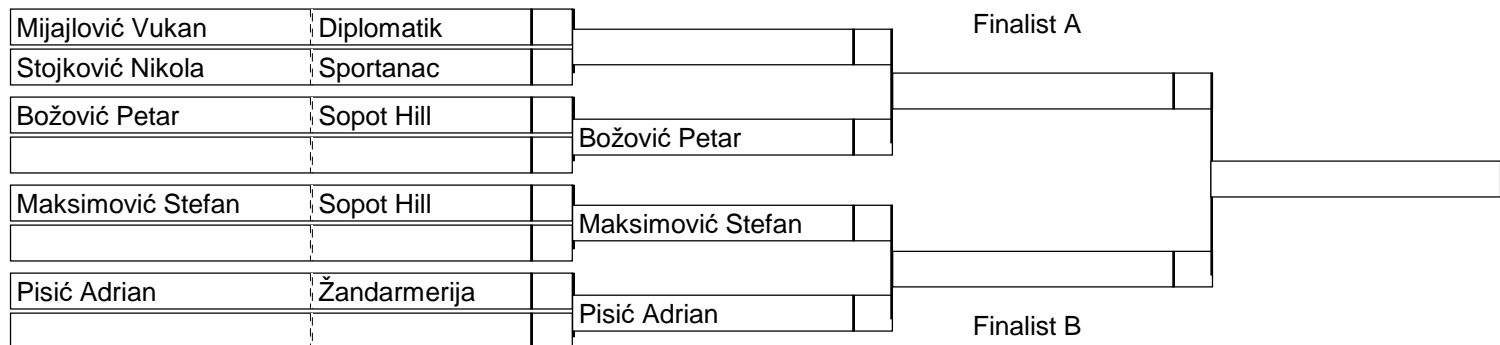 Mijajlović Vukan Diplomatik
Stojković Nikola Sportanac
Božović Petar Sopot Hill
Maksimović Stefan Sopot Hill
Pisić Adrian Žandarmerija
Božović Petar
Maksimović Stefan
Pisić Adrian
Finalist A
Finalist B